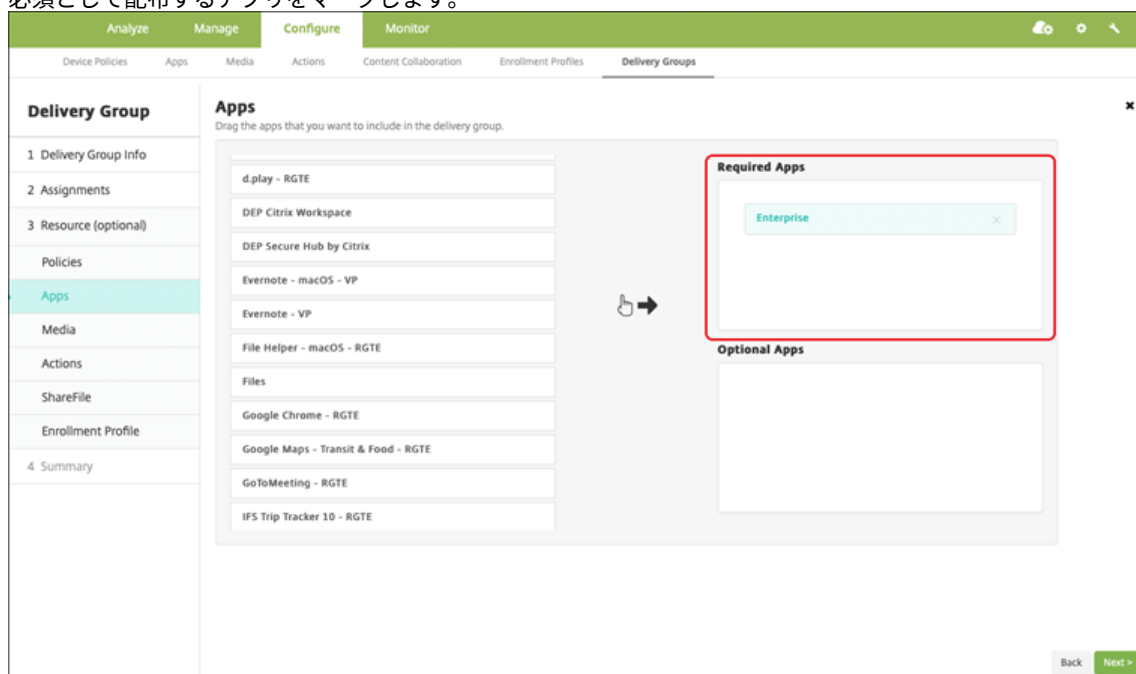 必須として配布するアプリをマークします。
Analyze Manage Configure Monitor
Device Policies Apps Media Actions Content Collaboration Enrollment Profiles Delivery Groups
Delivery Group
1 Delivery Group Info
2 Assignments
3 Resource (optional)
Policies
Apps
Media
Actions
ShareFile
Enrollment Profile
4 Summary
Apps
Drag the apps that you want to include in the delivery group.
d.play - RGTE
DEP Citrix Workspace
DEP Secure Hub by Citrix
Evernote - macOS - VP
Evernote - VP
File Helper - macOS - RGTE
Files
Google Chrome - RGTE
Google Maps - Transit & Food - RGTE
GoToMeeting - RGTE
IFS Trip Tracker 10 - RGTE
Required Apps
Enterprise
Optional Apps
Back Next >